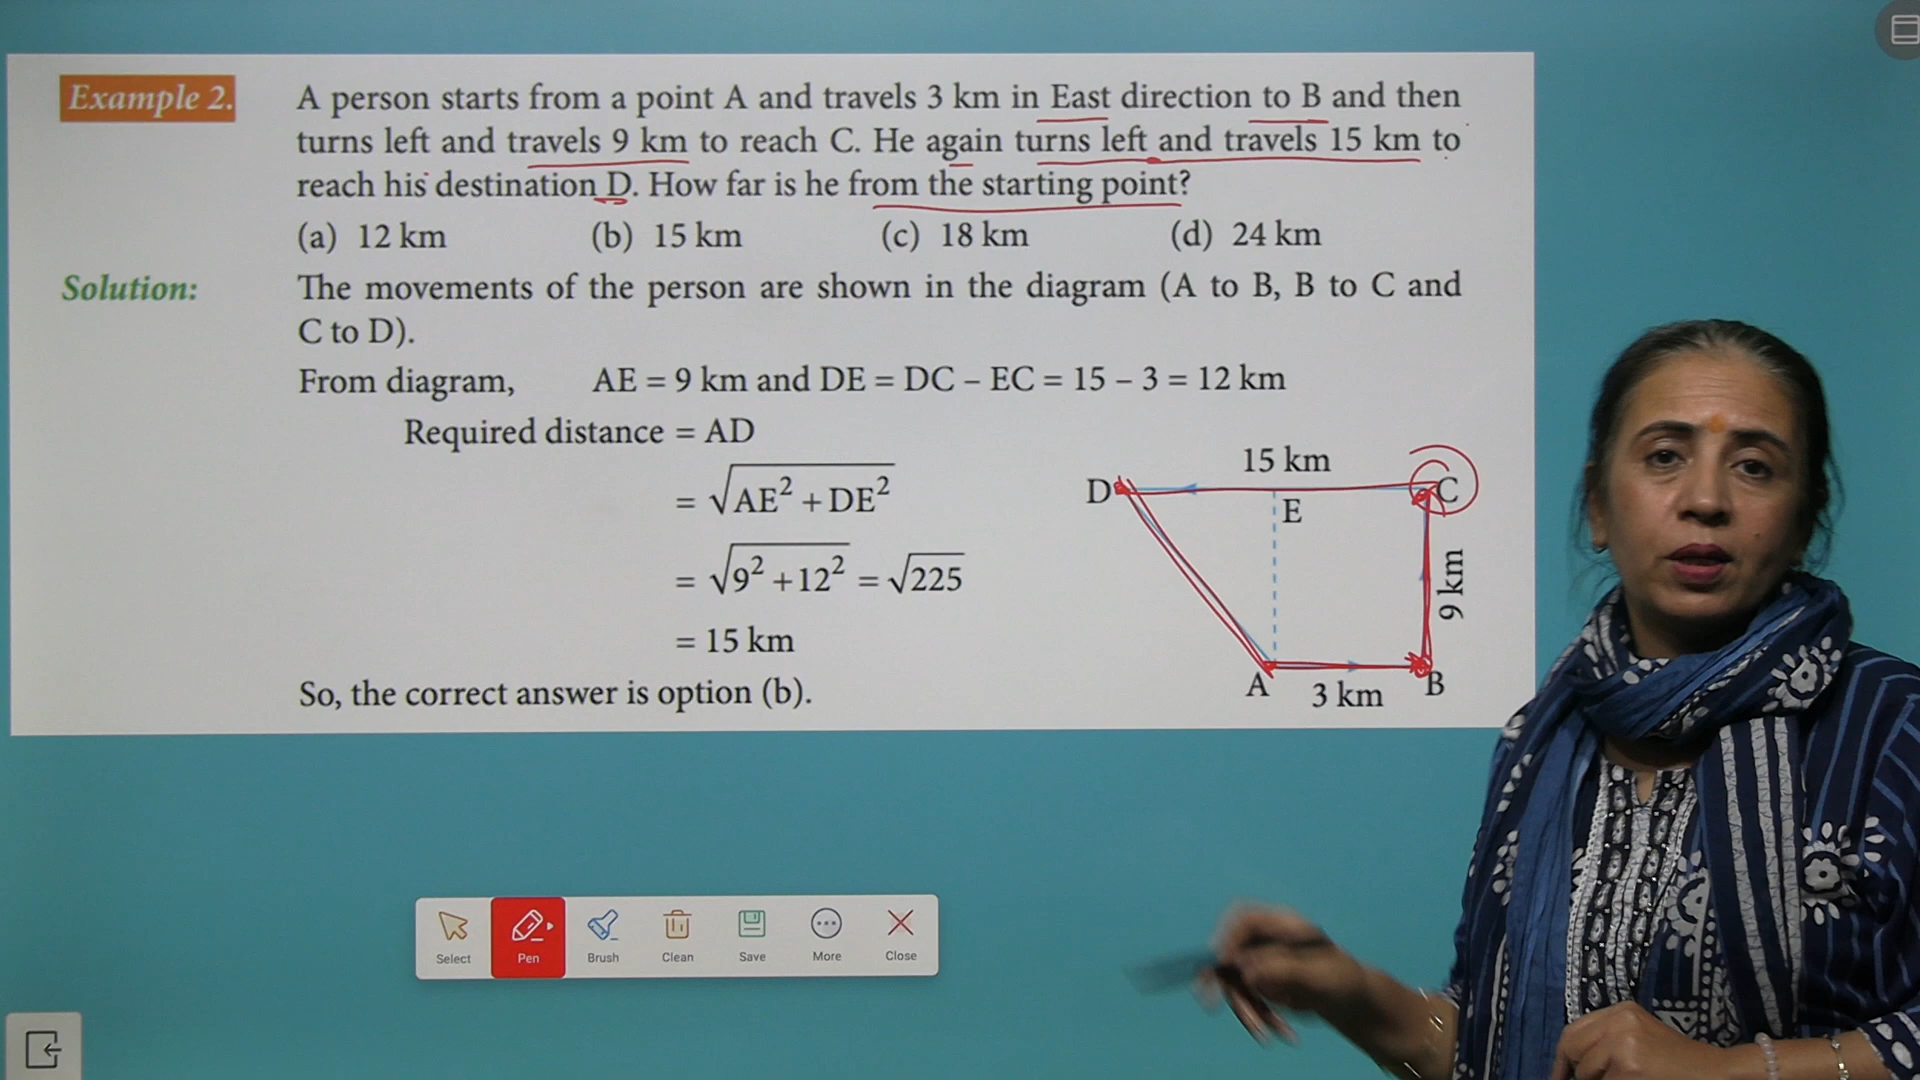 Example 2. A person starts from a point A and travels 3 km in East direction to B and then
turns left and travels 9 km to reach C. He again turns left and travels 15 km to
reach his destination D. How far is he from the starting point?
(a) 12 km (b) 15 km (c) 18 km (d) 24 km
Solution: The movements of the person are shown in the diagram (A to B, B to C and
C to D).
From diagram, AE = 9 km and DE = DC – EC = 15 – 3 = 12 km
Required distance = AD
= √AE² + DE²
= √9² + 12² = √225
= 15 km
So, the correct answer is option (b).
15 km
D
C
E
9 km
A
3 km
B
Select Pen Brush Clean Save More Close